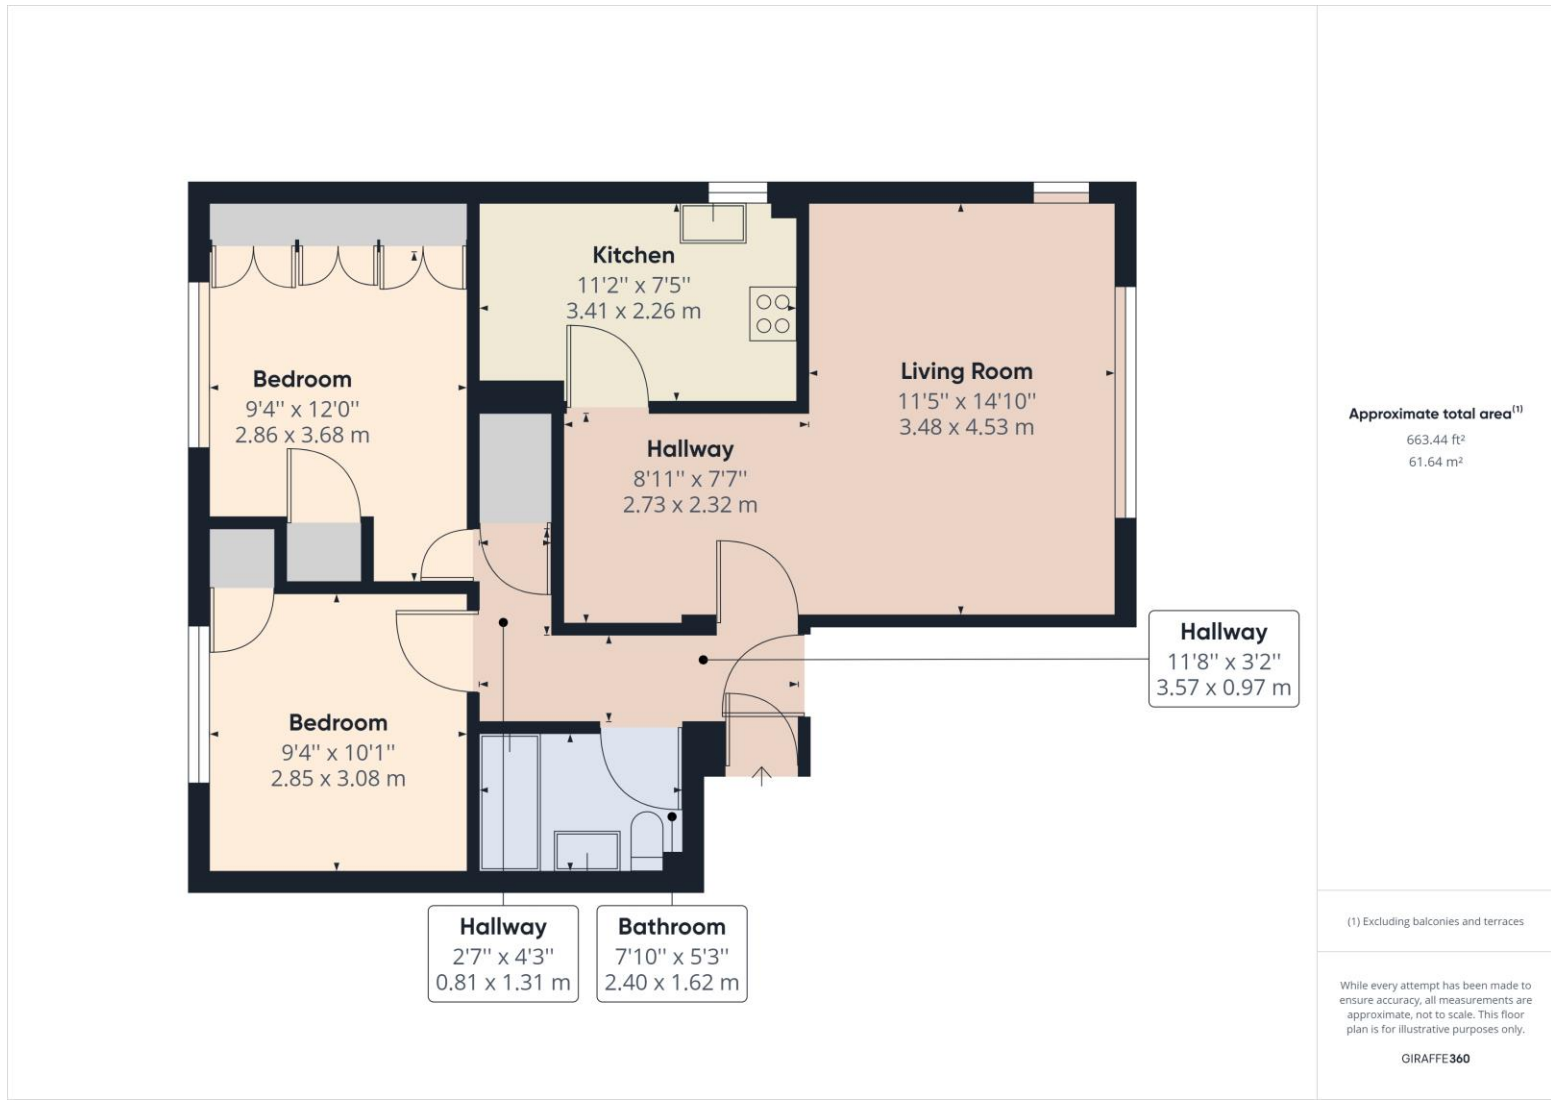 Kitchen
11'2'' x 7'5''
3.41 x 2.26 m
Bedroom
9'4'' x 12'0''
2.86 x 3.68 m
Living Room
11'5'' x 14'10''
3.48 x 4.53 m
Hallway
8'11'' x 7'7''
2.73 x 2.32 m
Hallway
11'8'' x 3'2''
3.57 x 0.97 m
Bedroom
9'4'' x 10'1''
2.85 x 3.08 m
Hallway
2'7'' x 4'3''
0.81 x 1.31 m
Bathroom
7'10'' x 5'3''
2.40 x 1.62 m
Approximate total area(1)
663.44 ft²
61.64 m²
(1) Excluding balconies and terraces
While every attempt has been made to
ensure accuracy, all measurements are
approximate, not to scale. This floor
plan is for illustrative purposes only.
GIRAFFE360